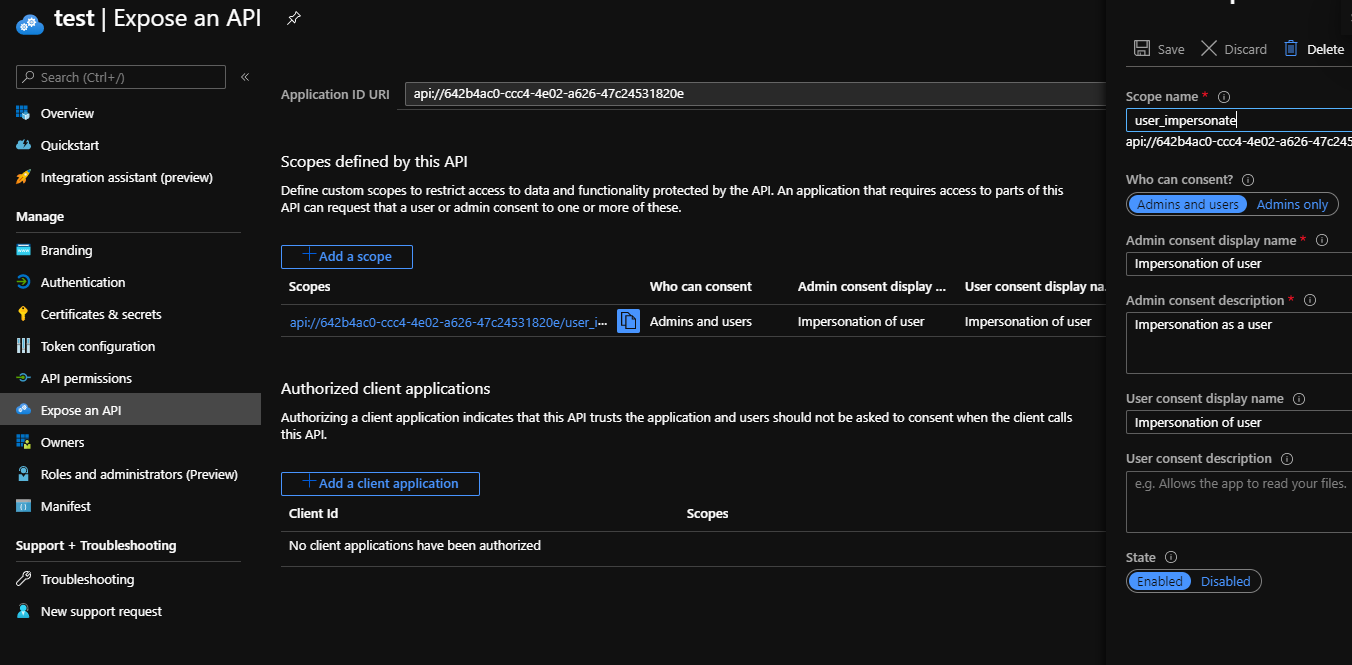 test | Expose an API
Search (Ctrl+/)
«
Overview
Quickstart
Integration assistant (preview)
Manage
Branding
Authentication
Certificates & secrets
Token configuration
API permissions
Expose an API
Owners
Roles and administrators (Preview)
Manifest
Support + Troubleshooting
Troubleshooting
New support request
Application ID URI
api://642b4ac0-ccc4-4e02-a626-47c24531820e
Scopes defined by this API
Define custom scopes to restrict access to data and functionality protected by the API. An application that requires access to parts of this
API can request that a user or admin consent to one or more of these.
+ Add a scope
Scopes Who can consent Admin consent display ... User consent display na
api://642b4ac0-ccc4-4e02-a626-47c24531820e/user_i... Admins and users Impersonation of user Impersonation of user
Authorized client applications
Authorizing a client application indicates that this API trusts the application and users should not be asked to consent when the client calls
this API.
+ Add a client application
Client Id Scopes
No client applications have been authorized
Save Discard Delete
Scope name *
user_impersonate
api://642b4ac0-ccc4-4e02-a626-47c245
Who can consent?
Admins and users Admins only
Admin consent display name *
Impersonation of user
Admin consent description *
Impersonation as a user
User consent display name
Impersonation of user
User consent description
e.g. Allows the app to read your files.
State
Enabled Disabled